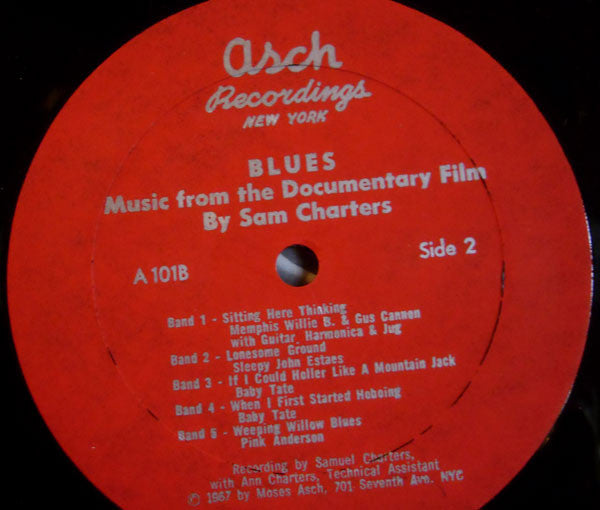 asch
Recordings
NEW YORK
BLUES
Music from the Documentary Film
By Sam Charters
A 101B
Side 2
Band 1 - Sitting Here Thinking
Memphis Willie B. & Gus Cannon
with Guitar, Harmonica & Jug
Band 2 - Lonesome Ground
Sleepy John Estaes
Band 3 - If I Could Holler Like A Mountain Jack
Baby Tate
Band 4 - When I First Started Hoboing
Baby Tate
Band 5 - Weeping Willow Blues
Pink Anderson
Recording by Samuel Charters,
with Ann Charters, Technical Assistant
© 1967 by Moses Asch, 701 Seventh Ave. NYC